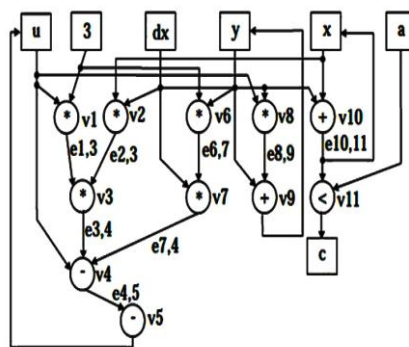 u 3 dx y x a
* v1 * v2 * v6 * v8 + v10
e1,3 e2,3 e6,7 e8,9 e10,11
* v3 * v7 + v9 < v11
e3,4 e7,4 c
- v4
e4,5
- v5